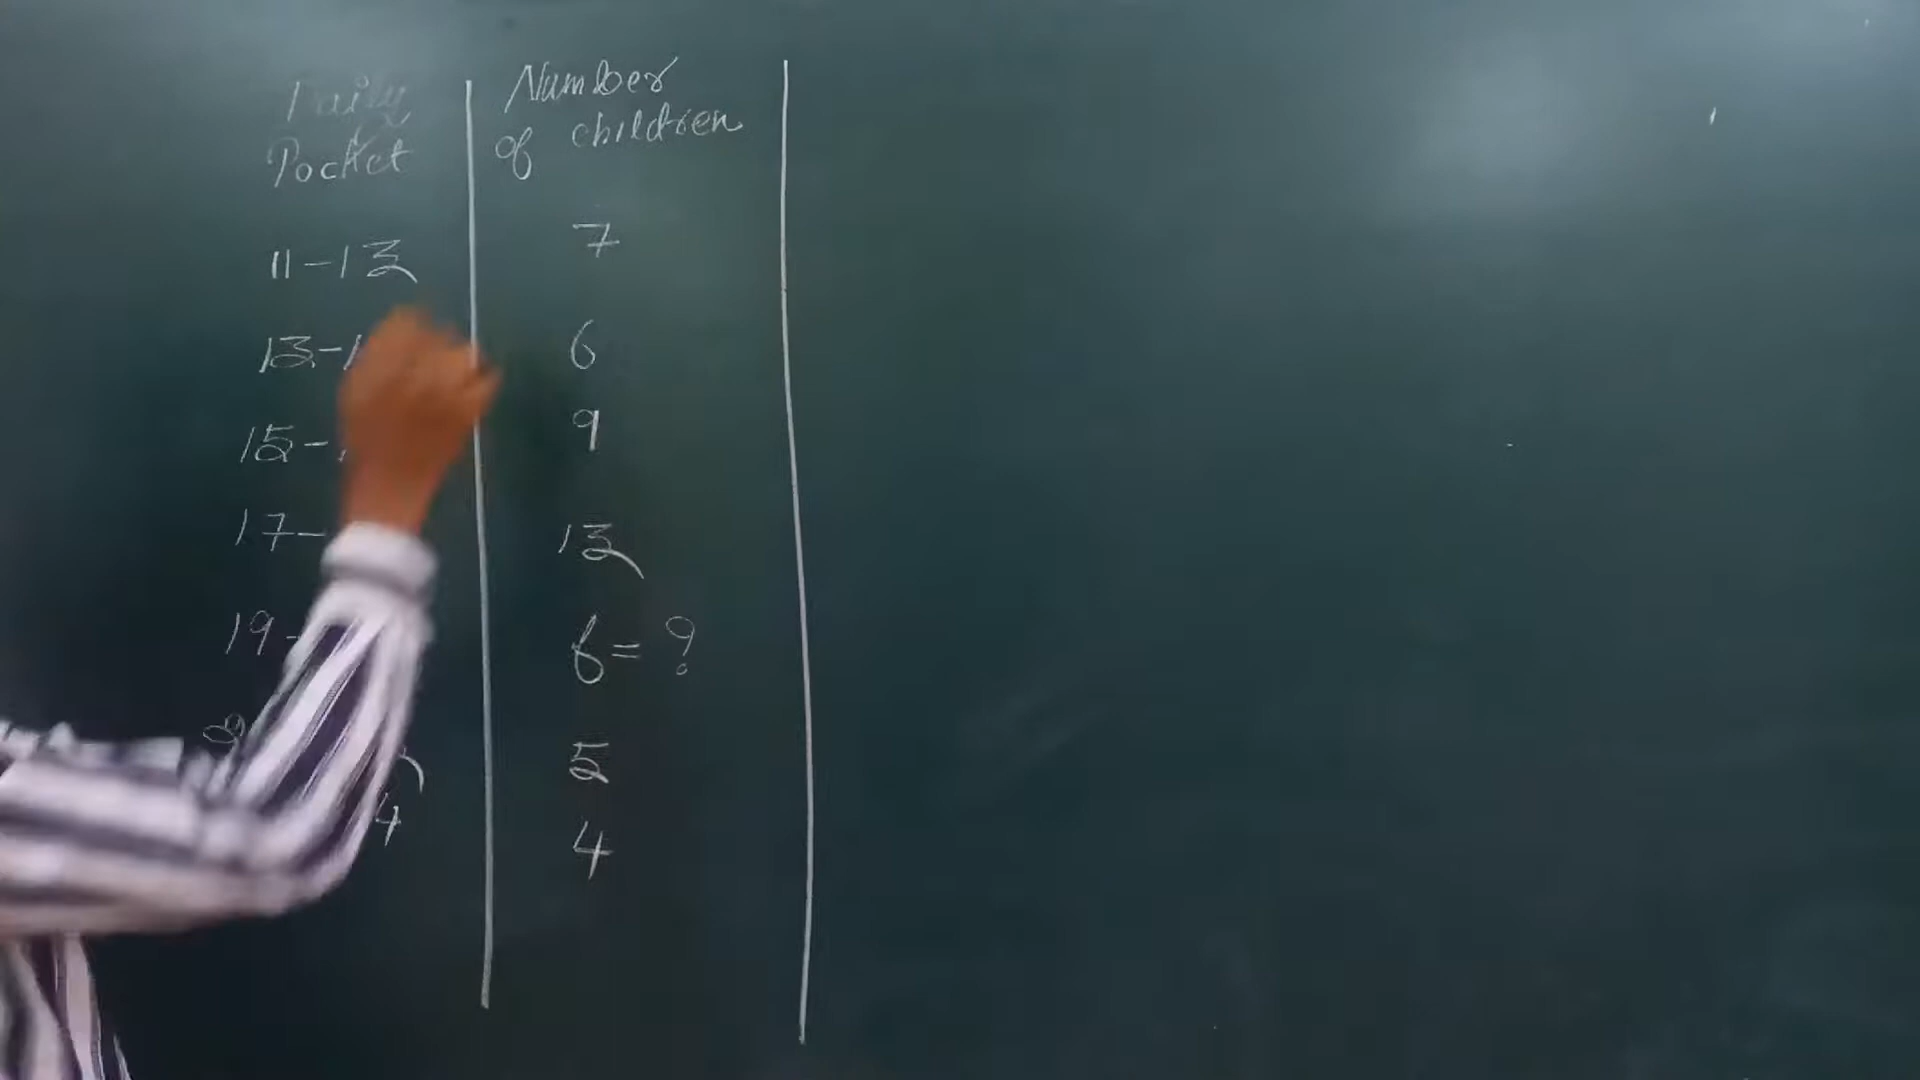 Daily
Pocket
Number
of children
11-13
7
13-1
6
15-
9
17-
13
19-
f = ?
5
4
4